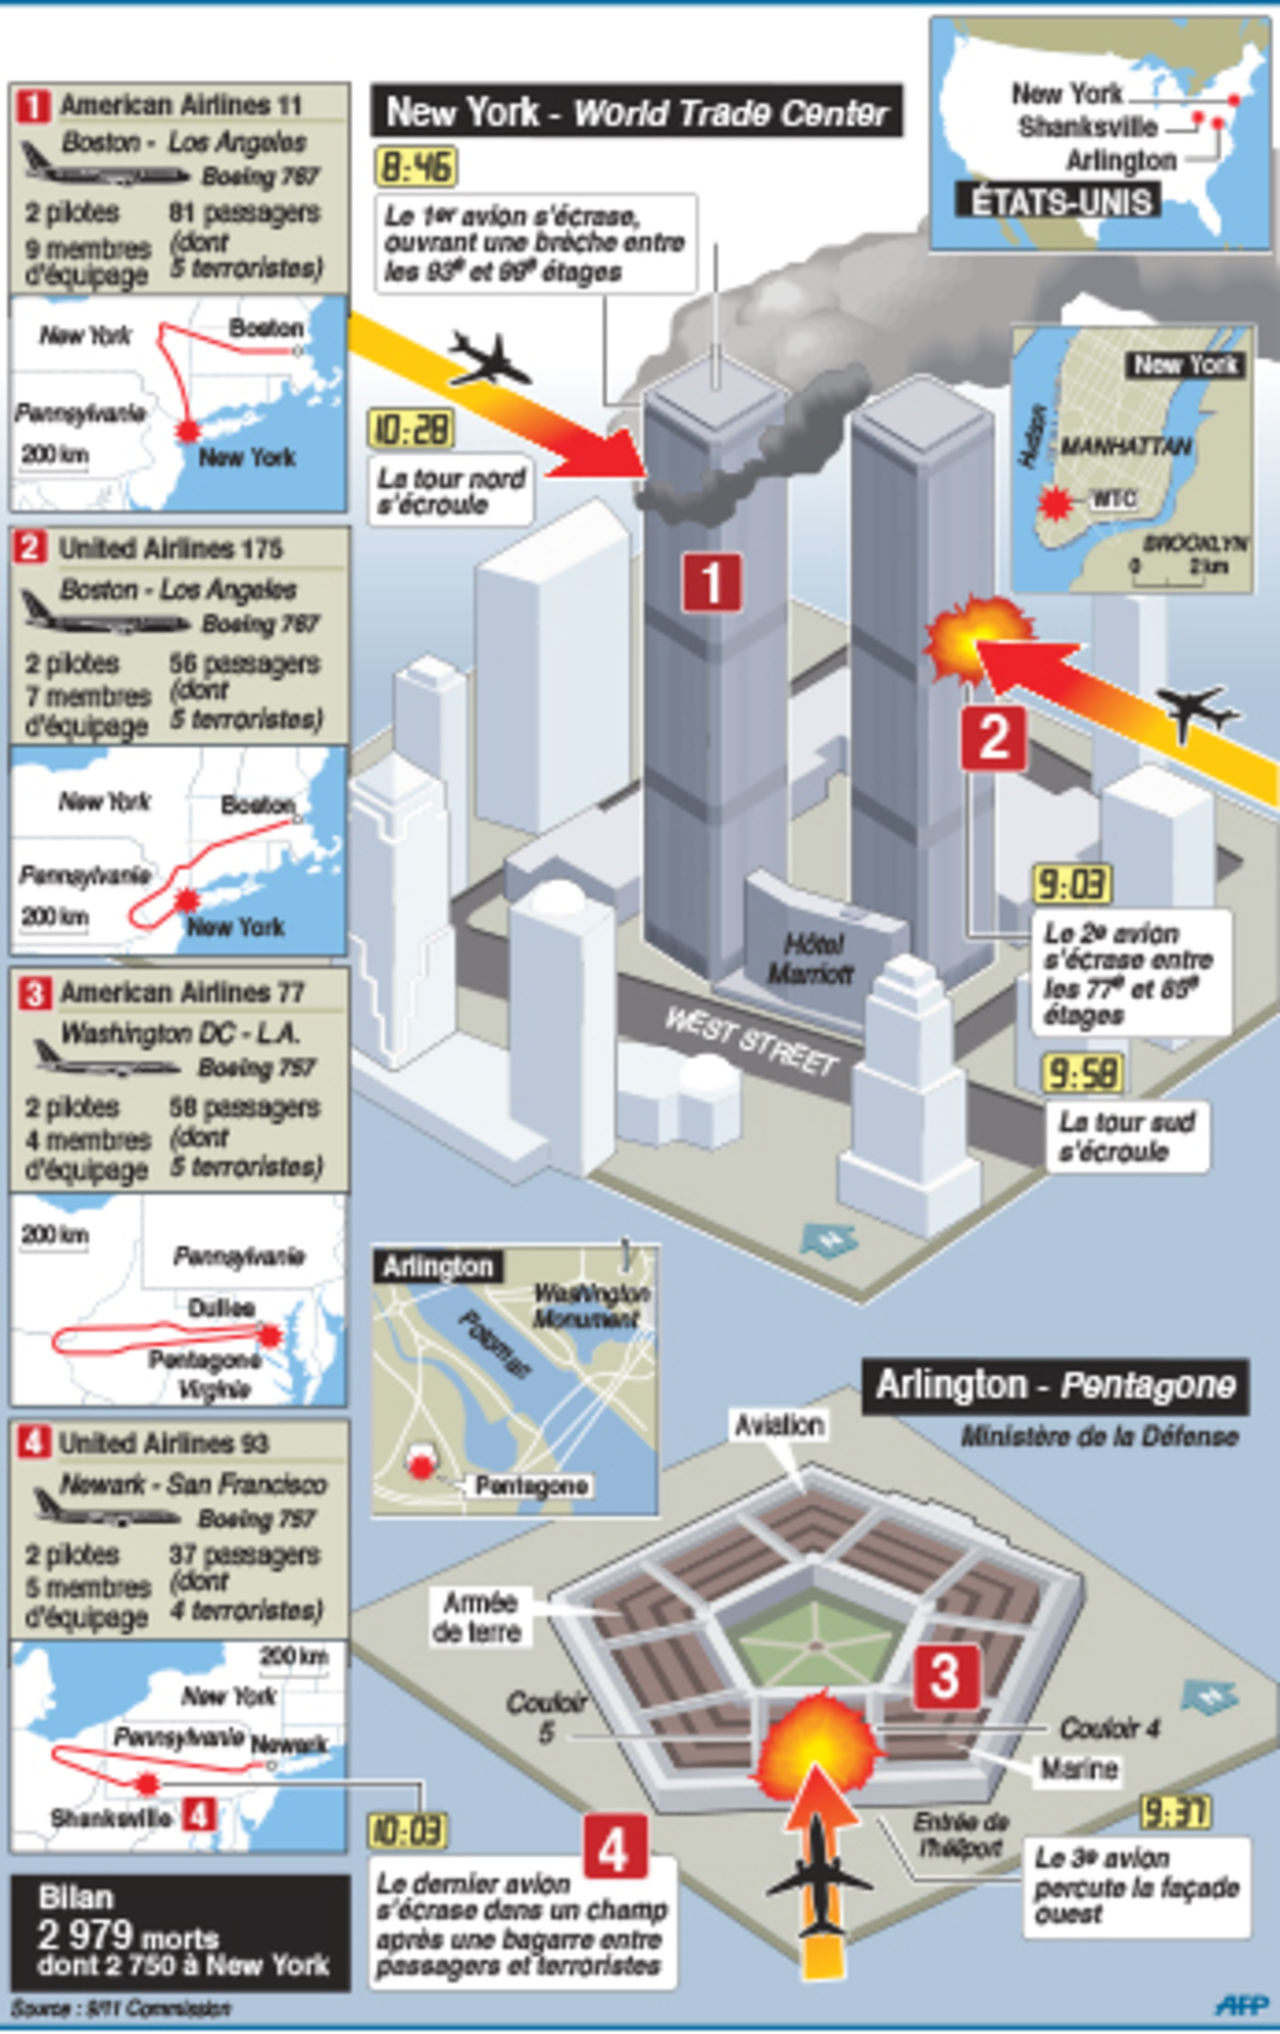 1 American Airlines 11
Boston - Los Angeles
Boeing 767
2 pilotes
81 passagers
9 membres
d'équipage
(dont
5 terroristes)
New York
Boston
Pennsylvanie
200 km
New York
2 United Airlines 175
Boston - Los Angeles
Boeing 767
2 pilotes
56 passagers
7 membres
d'équipage
(dont
5 terroristes)
New York
Boston
Pennsylvanie
200 km
New York
3 American Airlines 77
Washington DC - L.A.
Boeing 757
2 pilotes
58 passagers
4 membres
d'équipage
(dont
5 terroristes)
200 km
Pennsylvanie
Dulles
Pentagone
Virginie
4 United Airlines 93
Newark - San Francisco
Boeing 757
2 pilotes
37 passagers
5 membres
d'équipage
(dont
4 terroristes)
200 km
New York
Pennsylvanie
Newark
Shanksville 4
Bilan
2 979 morts
dont 2 750 à New York
Source : 9/11 Commission
New York - World Trade Center
8:46
Le 1er avion s'écrase,
ouvrant une brèche entre
les 93e et 99e étages
10:28
La tour nord
s'écroule
New York
Shanksville
Arlington
ÉTATS-UNIS
New York
Hudson
MANHATTAN
WTC
BROOKLYN
0 2 km
1
2
9:03
Le 2e avion
s'écrase entre
les 77e et 85e
étages
9:58
La tour sud
s'écroule
Hôtel
Marriott
WEST STREET
N
Arlington
Washington
Monument
Potomac
Pentagone
Arlington - Pentagone
Ministère de la Défense
Aviation
Armée
de terre
Couloir
5
3
N
Couloir 4
Marine
Entrée de
l'héliport
9:37
Le 3e avion
percute la façade
ouest
10:03
4
Le dernier avion
s'écrase dans un champ
après une bagarre entre
passagers et terroristes
AFP